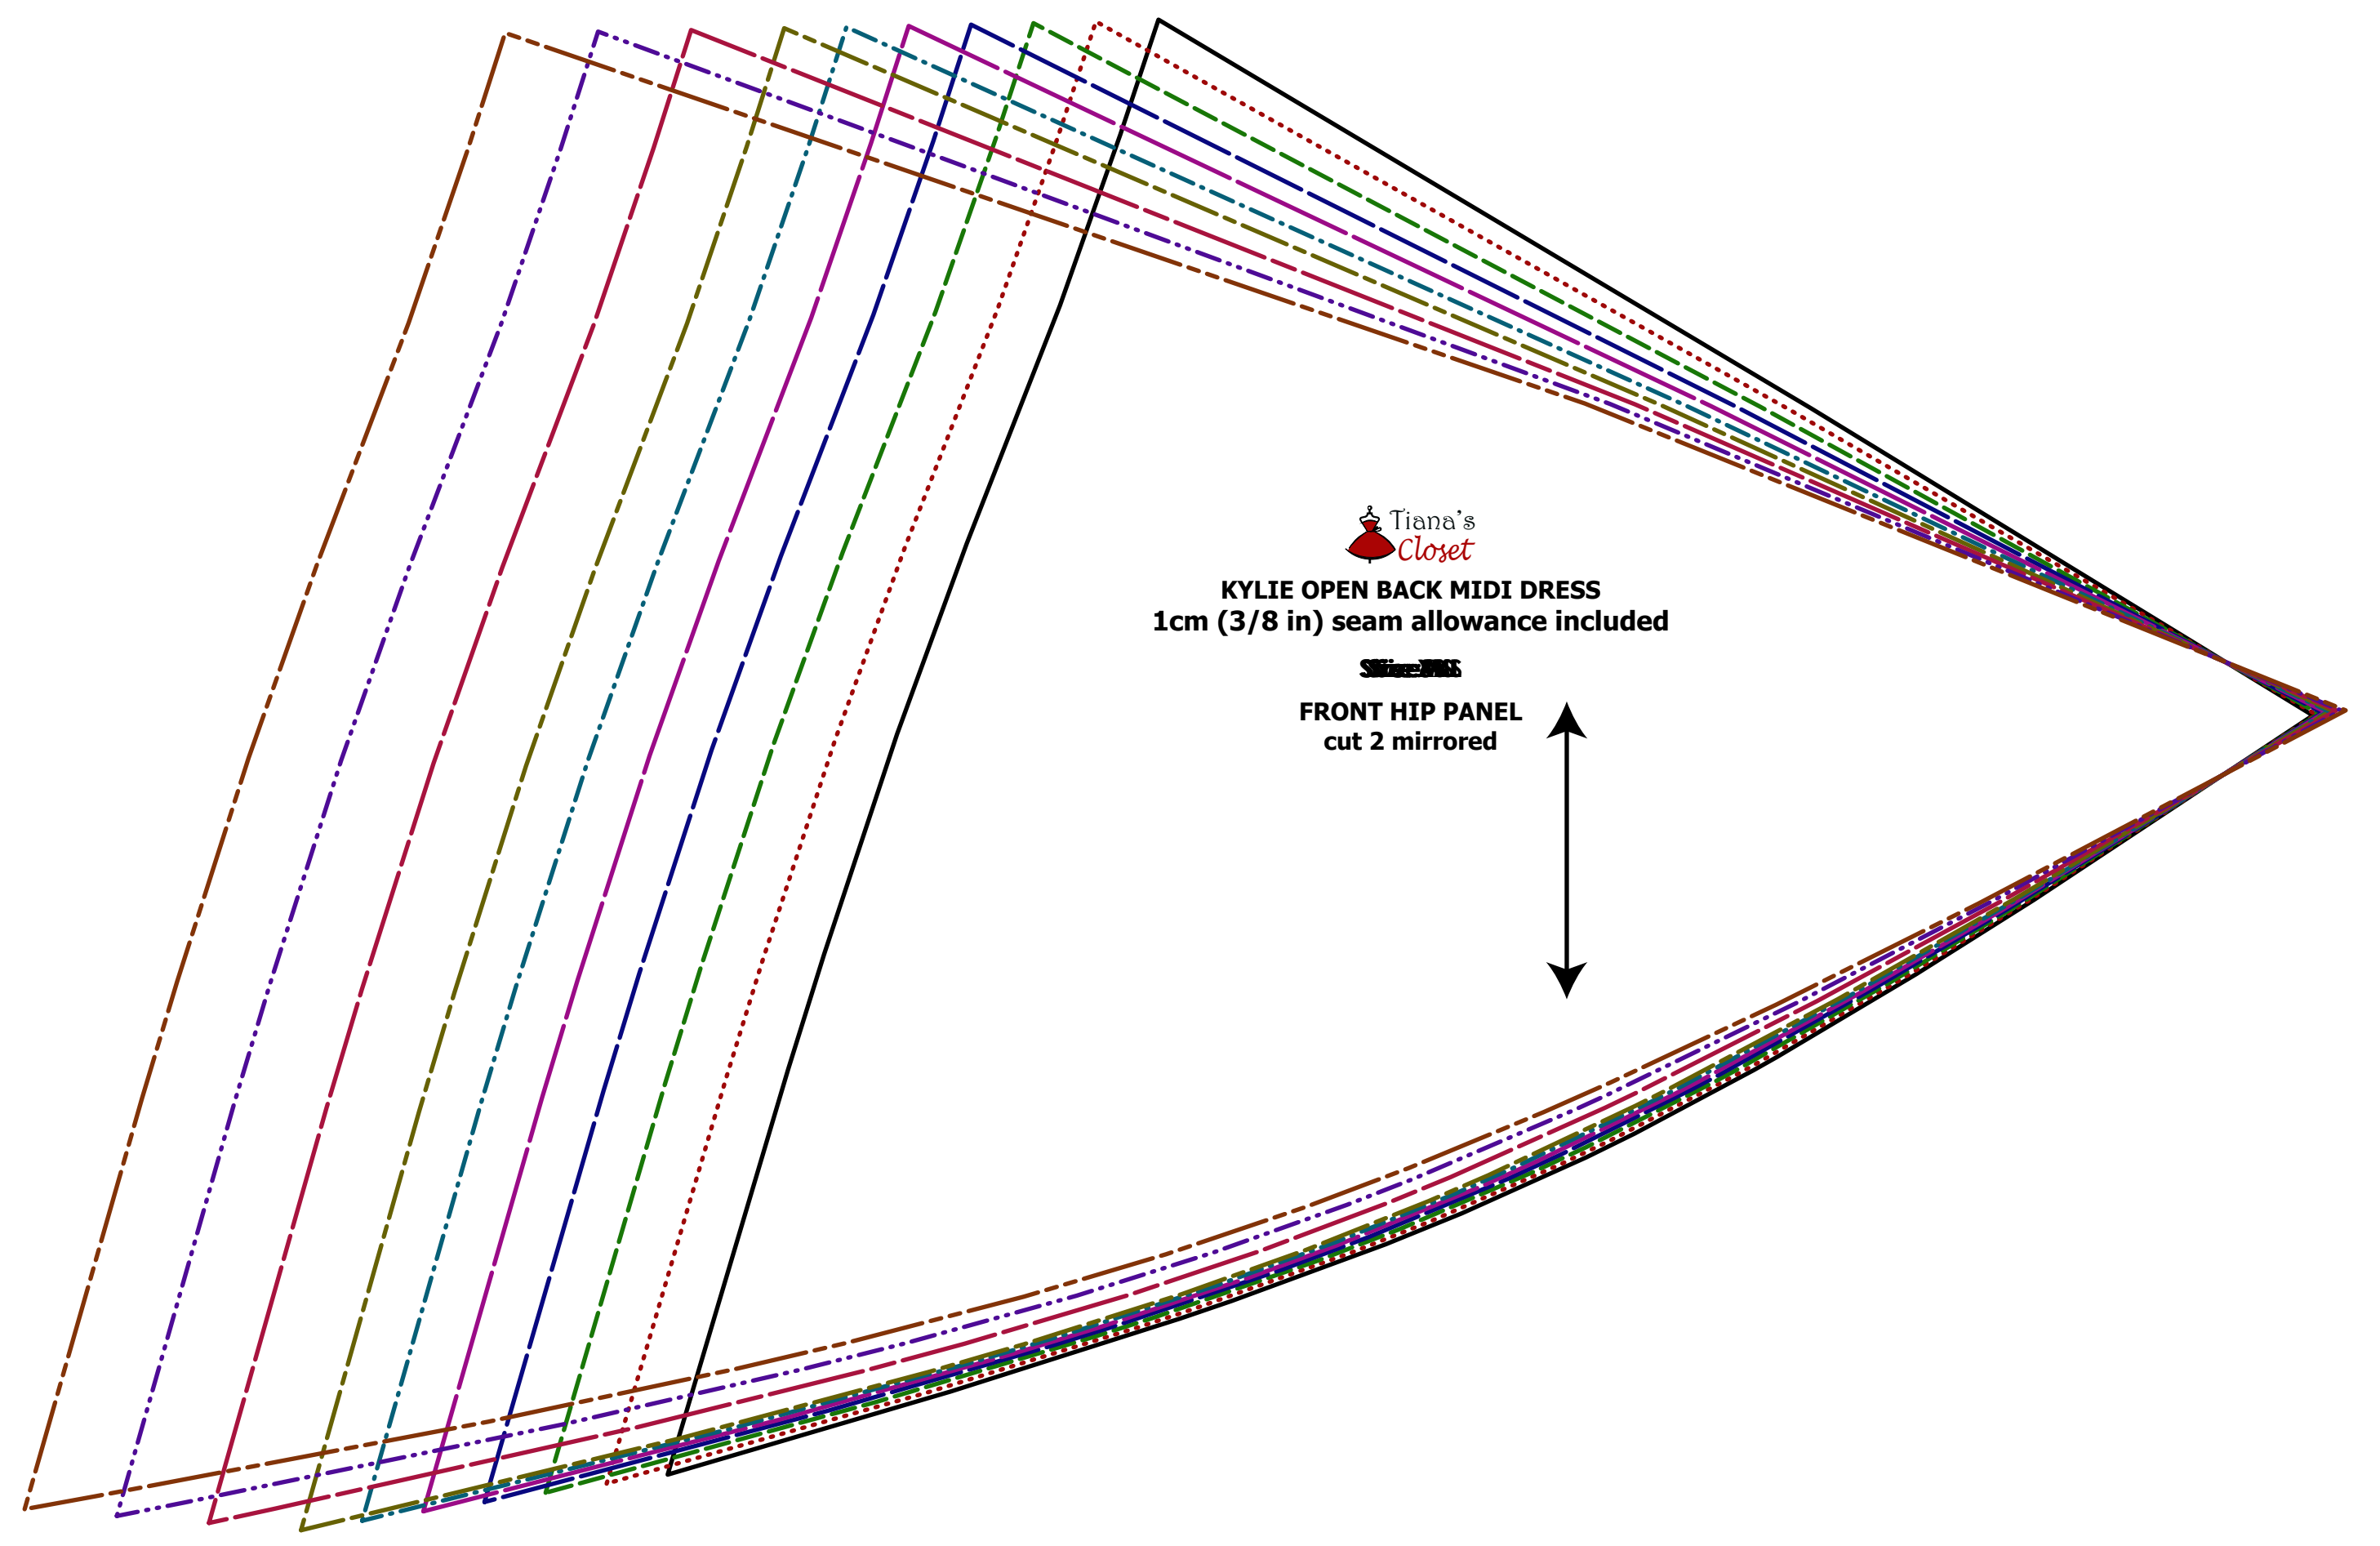 Tiana's
Closet
KYLIE OPEN BACK MIDI DRESS
1cm (3/8 in) seam allowance included
FRONT HIP PANEL
cut 2 mirrored